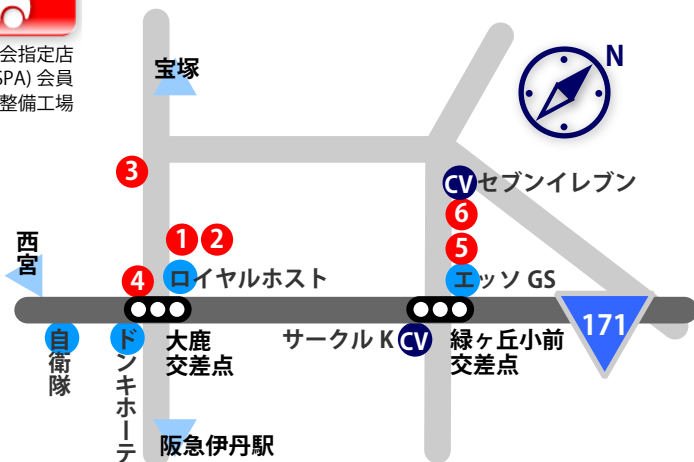 会指定店
SPA) 会員
整備工場
宝塚
N
CV セブンイレブン
3
6
1 2
5
西宮
4
ロイヤルホスト
エッソ GS
171
自衛隊
ドンキホーテ
大鹿
交差点
サークル K CV
緑ヶ丘小前
交差点
阪急伊丹駅